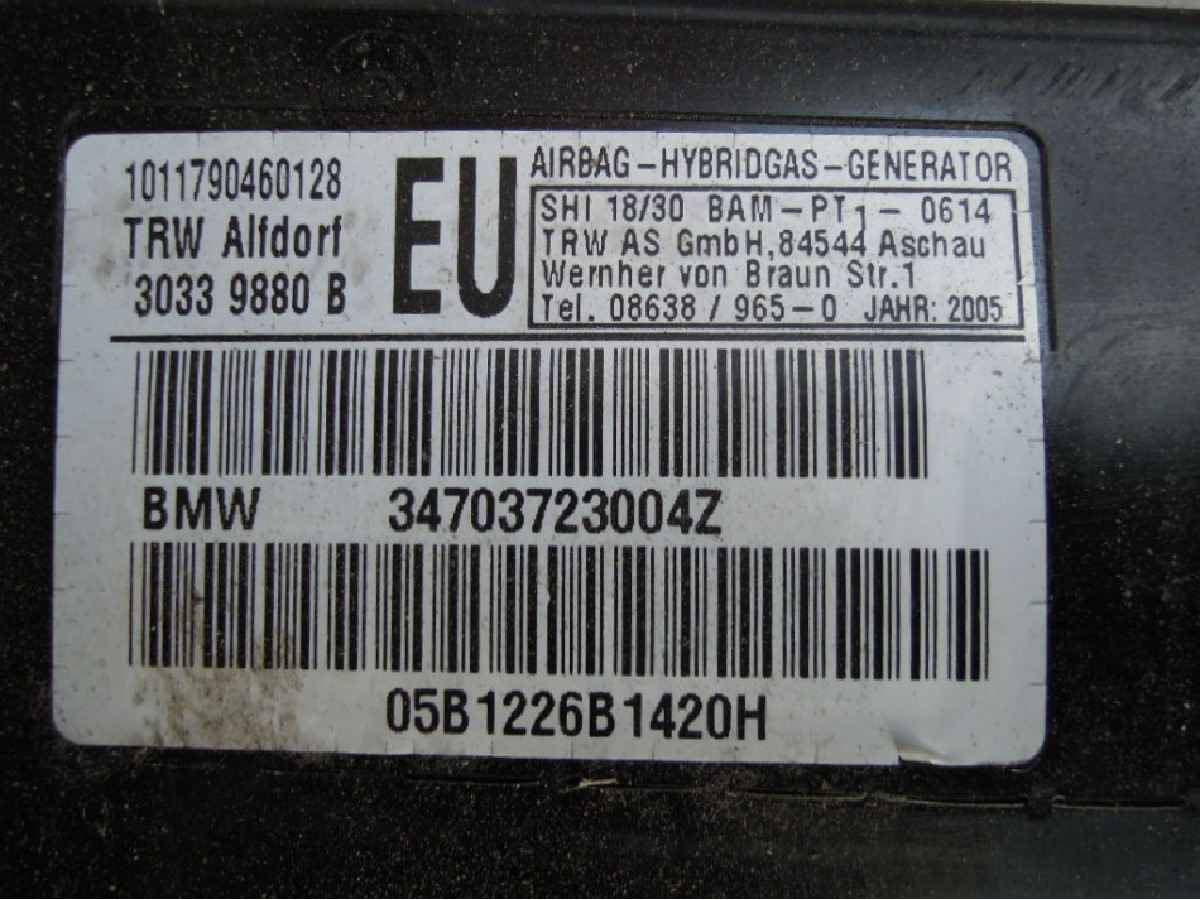 1011790460128
TRW Alfdorf
3033 9880 B
EU
AIRBAG-HYBRIDGAS-GENERATOR
SHI 18/30 BAM-PT1-0614
TRW AS GmbH,84544 Aschau
Wernher von Braun Str.1
Tel. 08638 / 965-0 JAHR: 2005
BMW 34703723004Z
05B1226B1420H